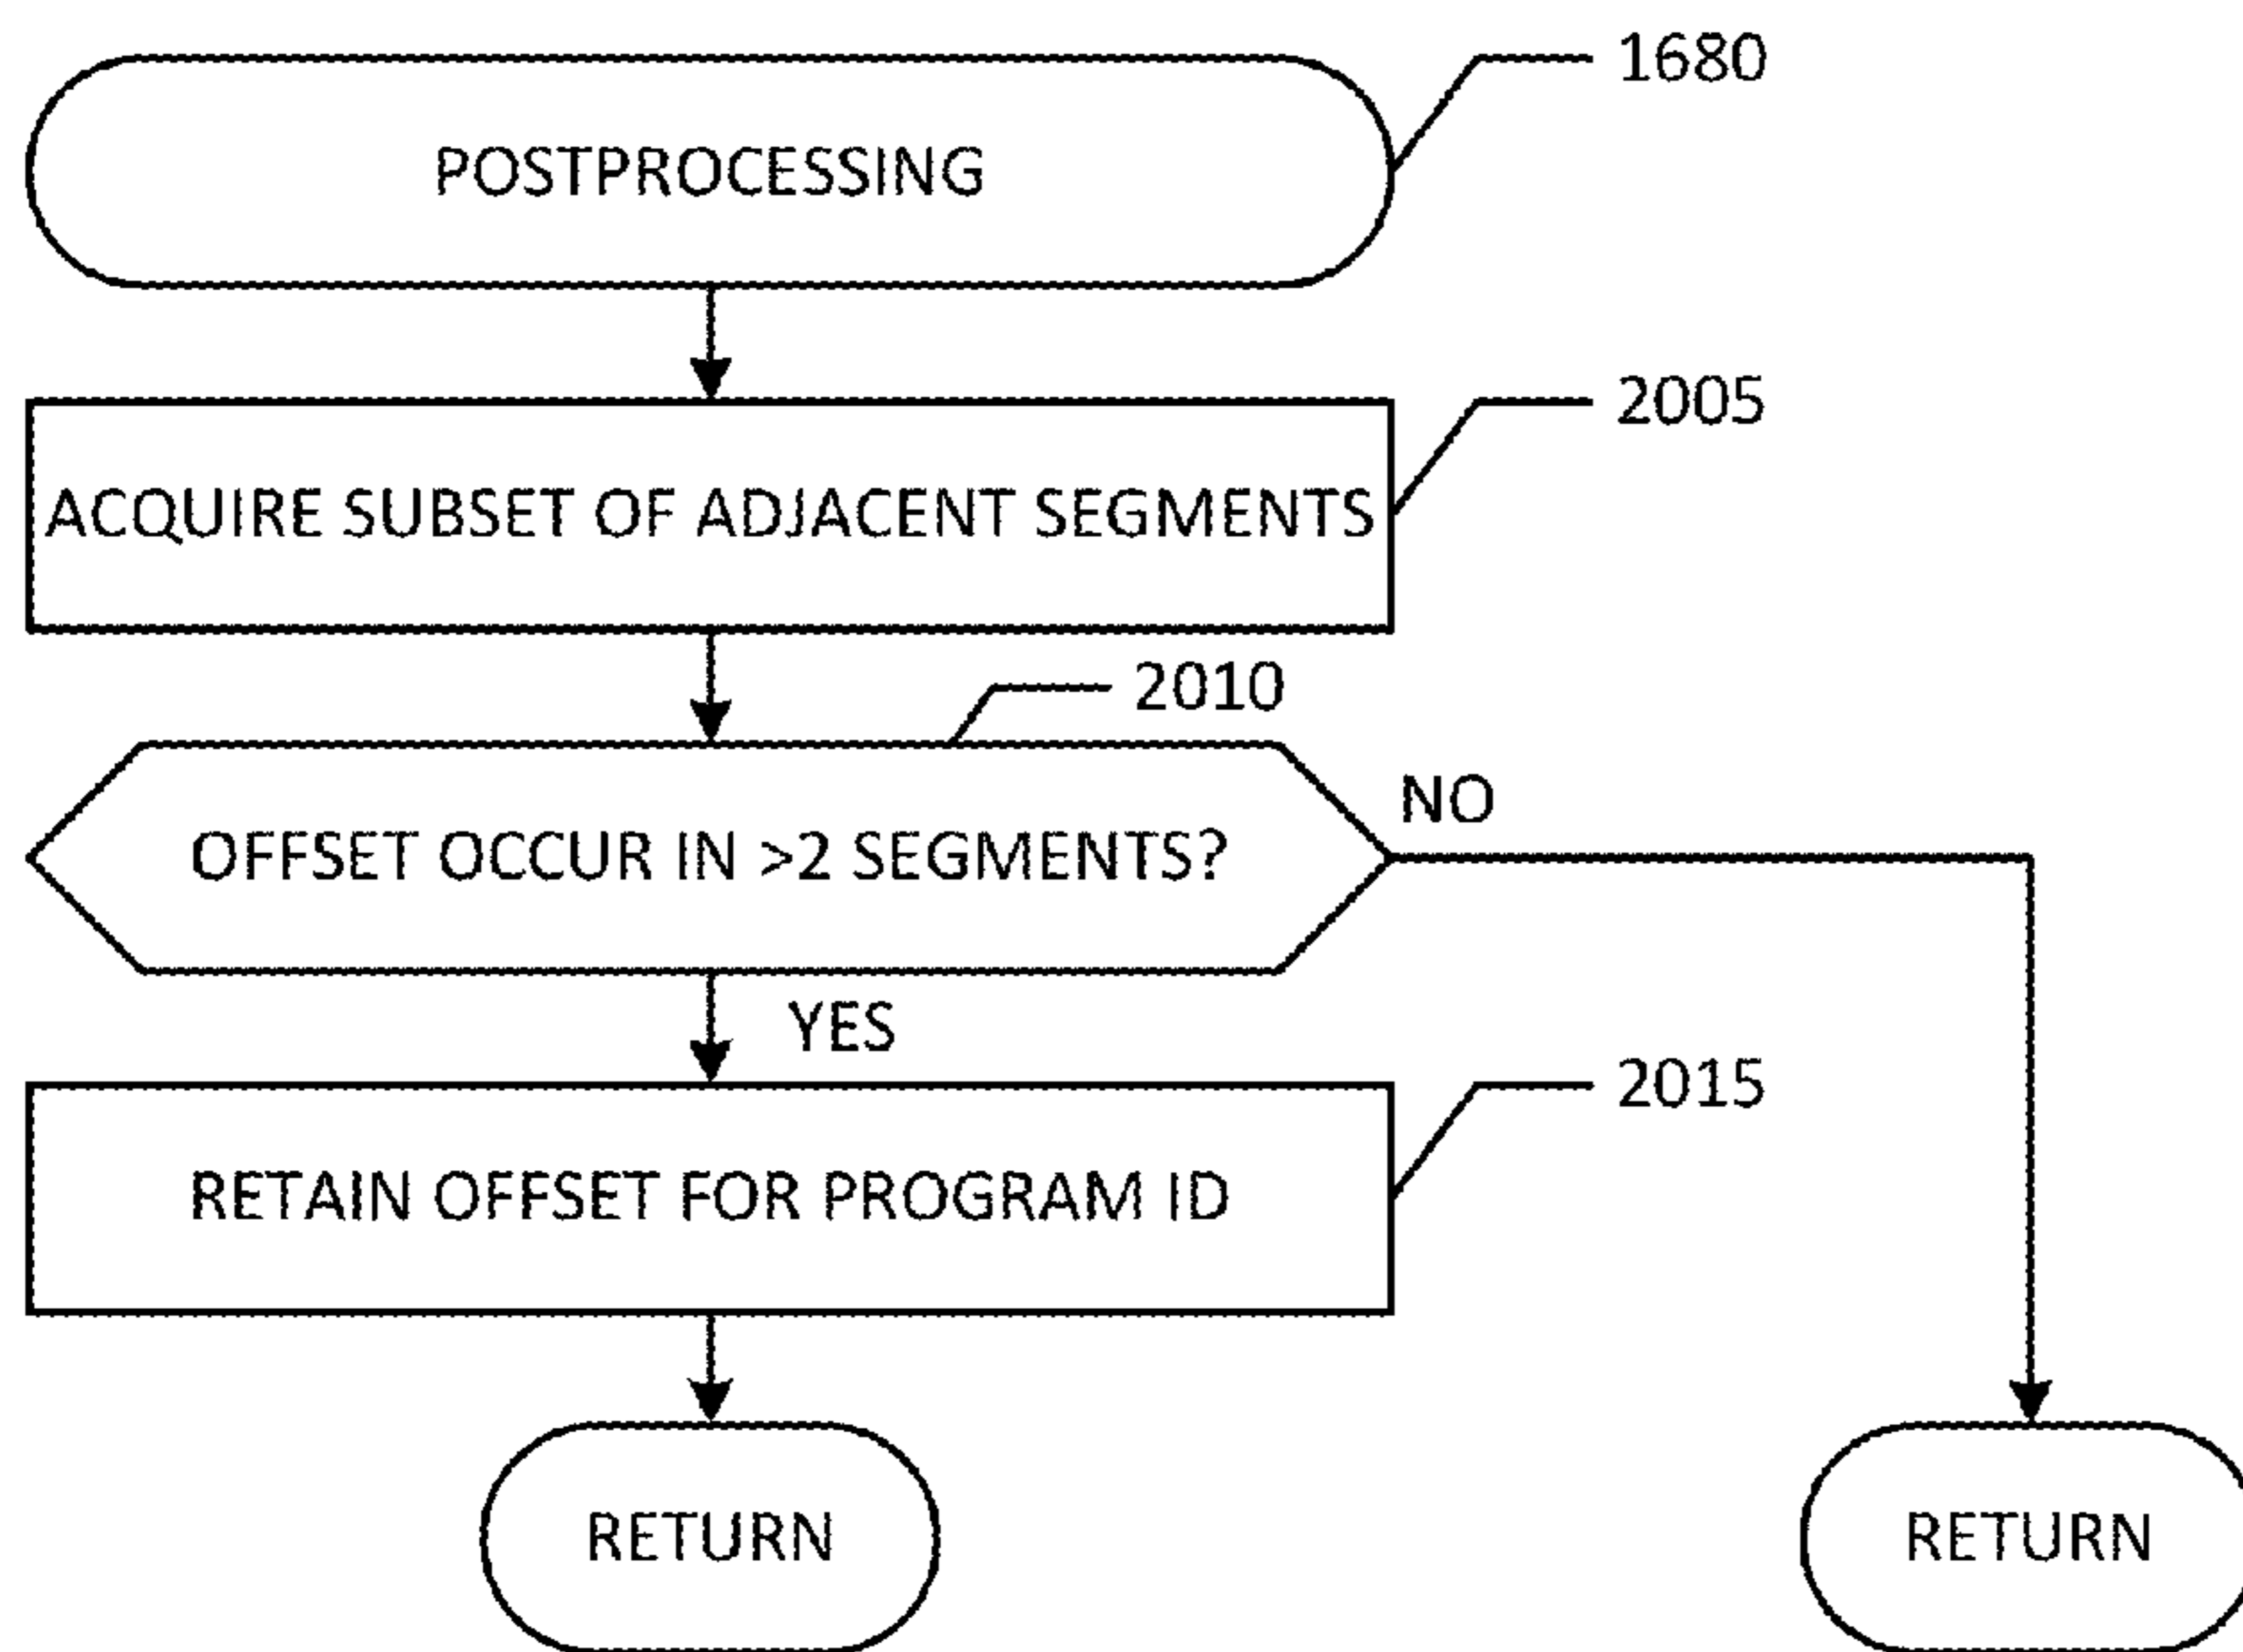 1680
POSTPROCESSING
2005
ACQUIRE SUBSET OF ADJACENT SEGMENTS
2010
NO
OFFSET OCCUR IN >2 SEGMENTS?
YES
2015
RETAIN OFFSET FOR PROGRAM ID
RETURN
RETURN